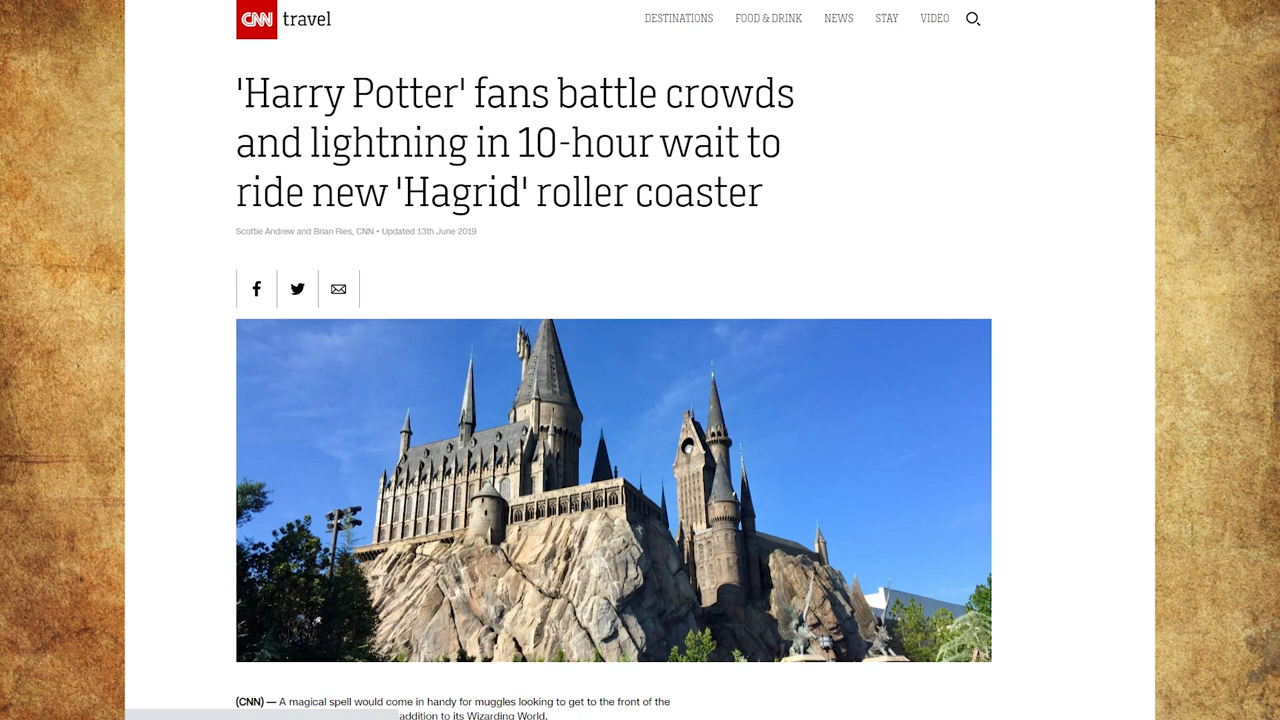 CNN travel DESTINATIONS FOOD & DRINK NEWS STAY VIDEO
'Harry Potter' fans battle crowds
and lightning in 10-hour wait to
ride new 'Hagrid' roller coaster
Scottie Andrew and Brian Ries, CNN • Updated 13th June 2019
(CNN) — A magical spell would come in handy for muggles looking to get to the front of the
addition to its Wizarding World.